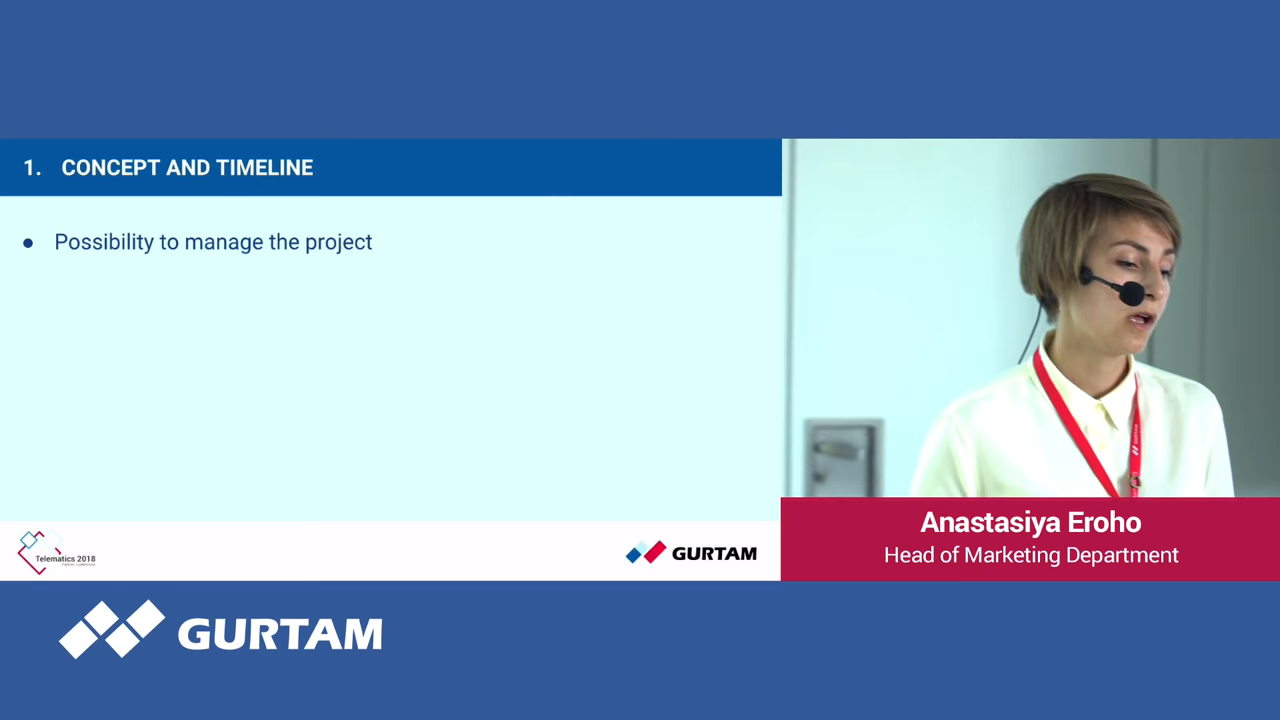 1. CONCEPT AND TIMELINE
● Possibility to manage the project
Telematics 2018
GURTAM
Anastasiya Eroho
Head of Marketing Department
GURTAM